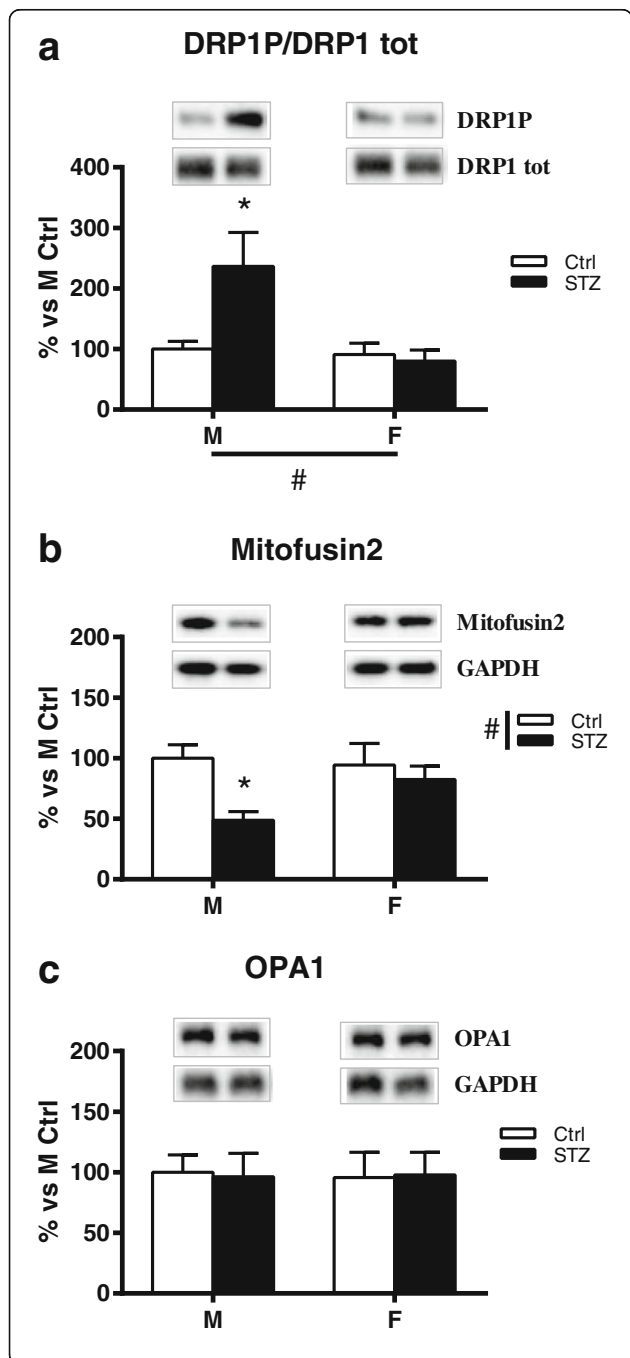 a
DRP1P/DRP1 tot
DRP1P
DRP1 tot
% vs M Ctrl
400
300
200
100
0
*
Ctrl
STZ
M
F
#
b
Mitofusin2
Mitofusin2
GAPDH
% vs M Ctrl
200
150
100
50
0
*
# Ctrl
STZ
M
F
c
OPA1
OPA1
GAPDH
% vs M Ctrl
200
150
100
50
0
Ctrl
STZ
M
F